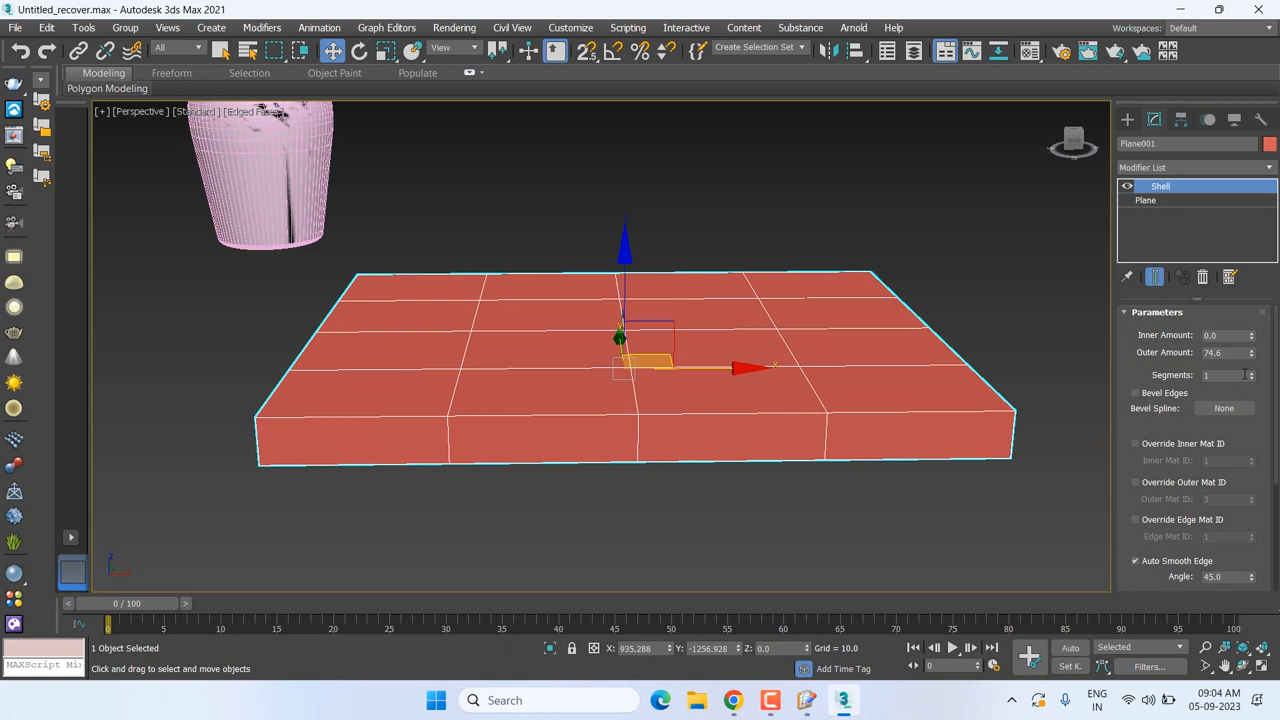 Untitled_recover.max - Autodesk 3ds Max 2021
File Edit Tools Group Views Create Modifiers Animation Graph Editors Rendering Civil View Customize Scripting Interactive Content Substance Arnold Help
Workspaces: Default
All View Create Selection Set
Modeling Freeform Selection Object Paint Populate
Polygon Modeling
[+] [Perspective ] [Standard ] [Edged Faces ]
Plane001
Modifier List
Shell
Plane
Parameters
Inner Amount: 0.0
Outer Amount: 74.6
Segments: 1
Bevel Edges
Bevel Spline: None
Override Inner Mat ID
Inner Mat ID: 1
Override Outer Mat ID
Outer Mat ID: 3
Override Edge Mat ID
Edge Mat ID: 1
Auto Smooth Edge
Angle: 45.0
z
x
x
< 0 / 100 >
0 5 10 15 20 25 30 35 40 45 50 55 60 65 70 75 80 85 90 95 100
1 Object Selected
X: 935.288 Y: -1256.928 Z: 0.0 Grid = 10.0
Auto Selected
MAXScript Mi
Click and drag to select and move objects
Add Time Tag
0
Set K. Filters...
Search
ENG
IN
09:04 AM
05-09-2023